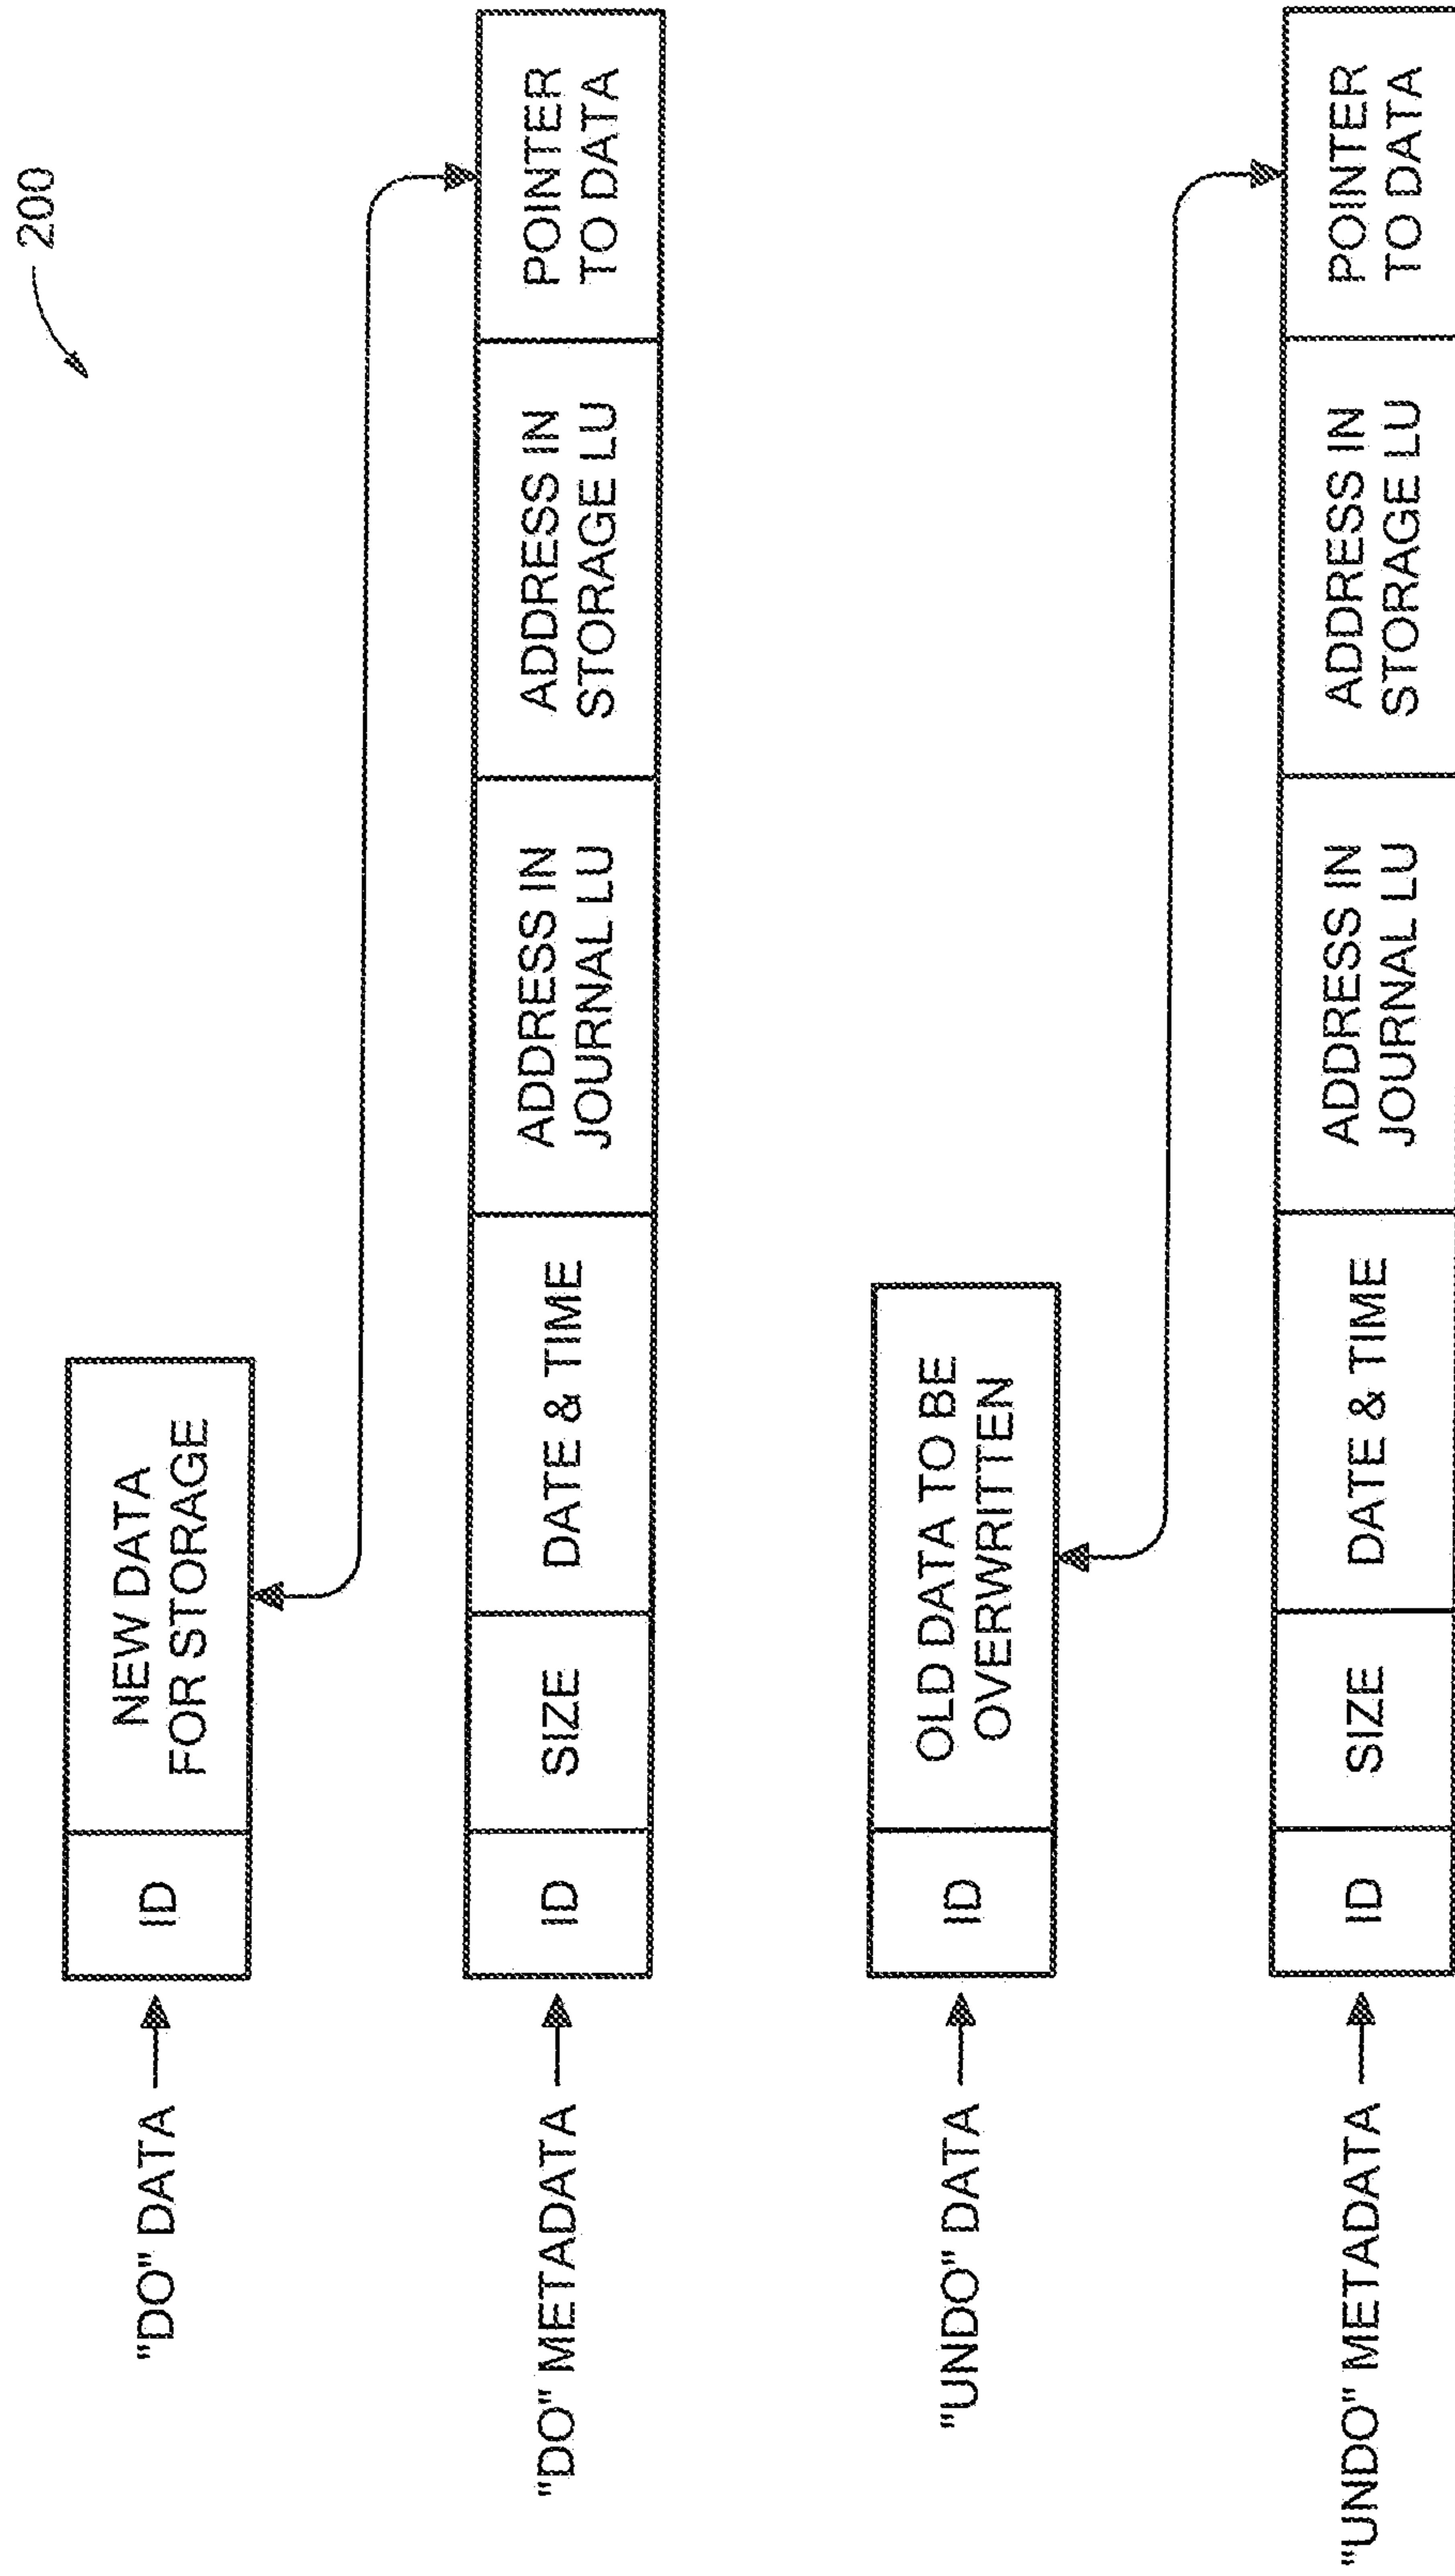 200
"DO" DATA
ID
NEW DATA
FOR STORAGE
"DO" METADATA
ID
SIZE
DATE & TIME
ADDRESS IN
JOURNAL LU
ADDRESS IN
STORAGE LU
POINTER
TO DATA
"UNDO" DATA
ID
OLD DATA TO BE
OVERWRITTEN
"UNDO" METADATA
ID
SIZE
DATE & TIME
ADDRESS IN
JOURNAL LU
ADDRESS IN
STORAGE LU
POINTER
TO DATA